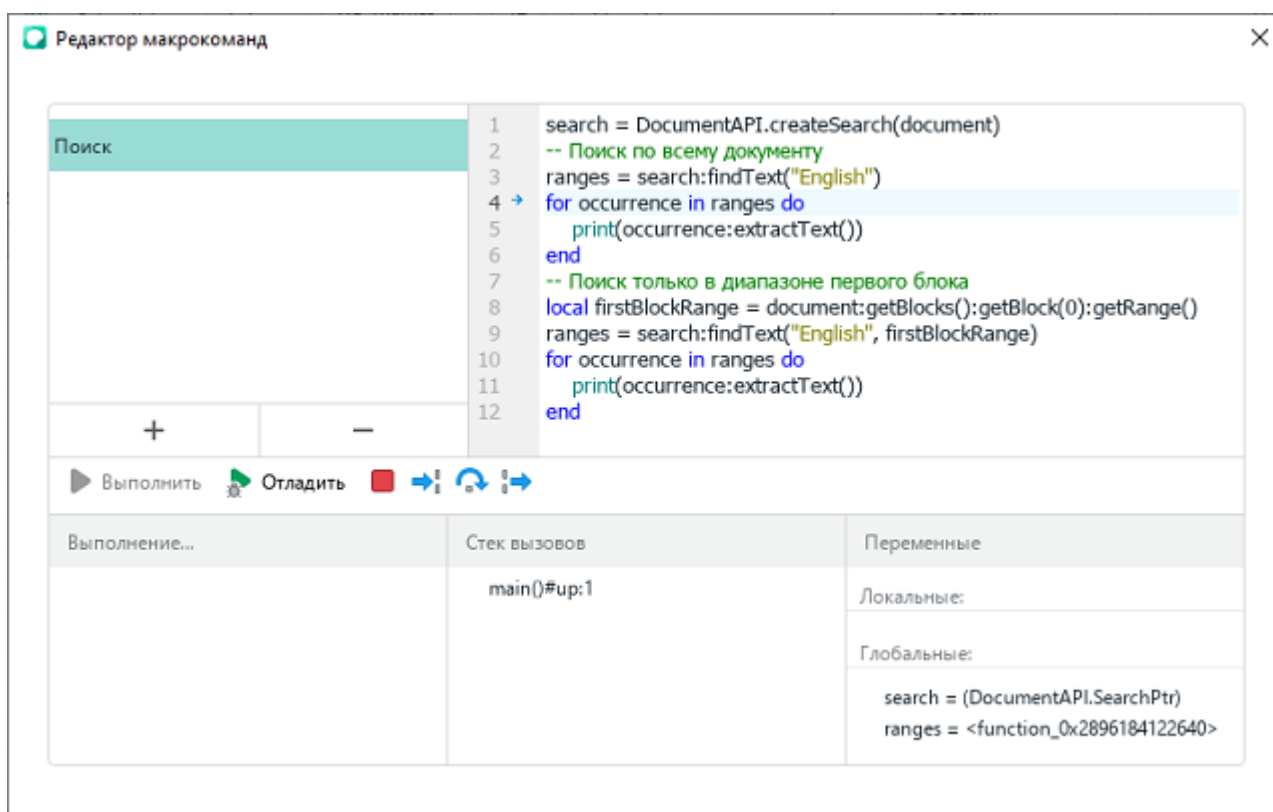 Редактор макрокоманд
Поиск
1 search = DocumentAPI.createSearch(document)
2 -- Поиск по всему документу
3 ranges = search:findText("English")
4 for occurrence in ranges do
5 print(occurrence:extractText())
6 end
7 -- Поиск только в диапазоне первого блока
8 local firstBlockRange = document:getBlocks():getBlock(0):getRange()
9 ranges = search:findText("English", firstBlockRange)
10 for occurrence in ranges do
11 print(occurrence:extractText())
12 end
Выполнить Отладить
Выполнение...
Стек вызовов
main()#up:1
Переменные
Локальные:
Глобальные:
search = (DocumentAPI.SearchPtr)
ranges = <function_0x2896184122640>